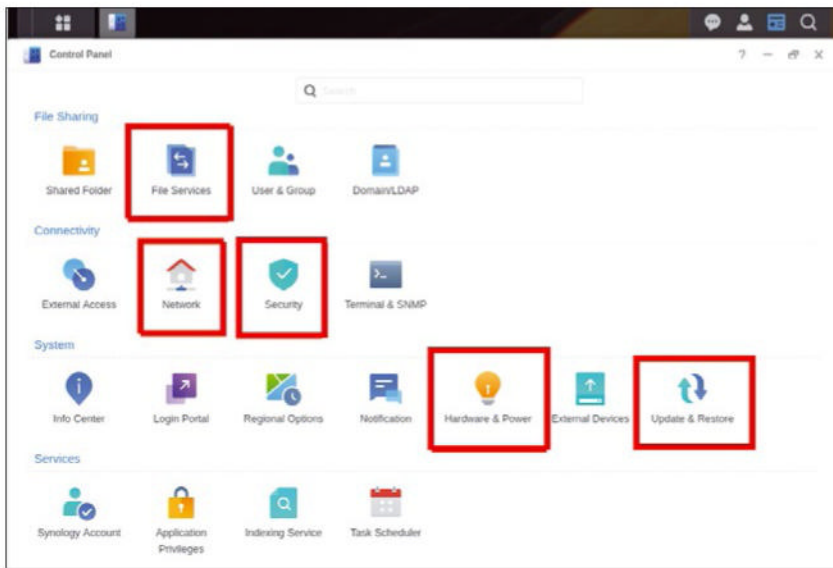 Control Panel
?
Search
File Sharing
Shared Folder
File Services
User & Group
Domain/LDAP
Connectivity
External Access
Network
Security
Terminal & SNMP
System
Info Center
Login Portal
Regional Options
Notification
Hardware & Power
External Devices
Update & Restore
Services
Synology Account
Application
Privileges
Indexing Service
Task Scheduler